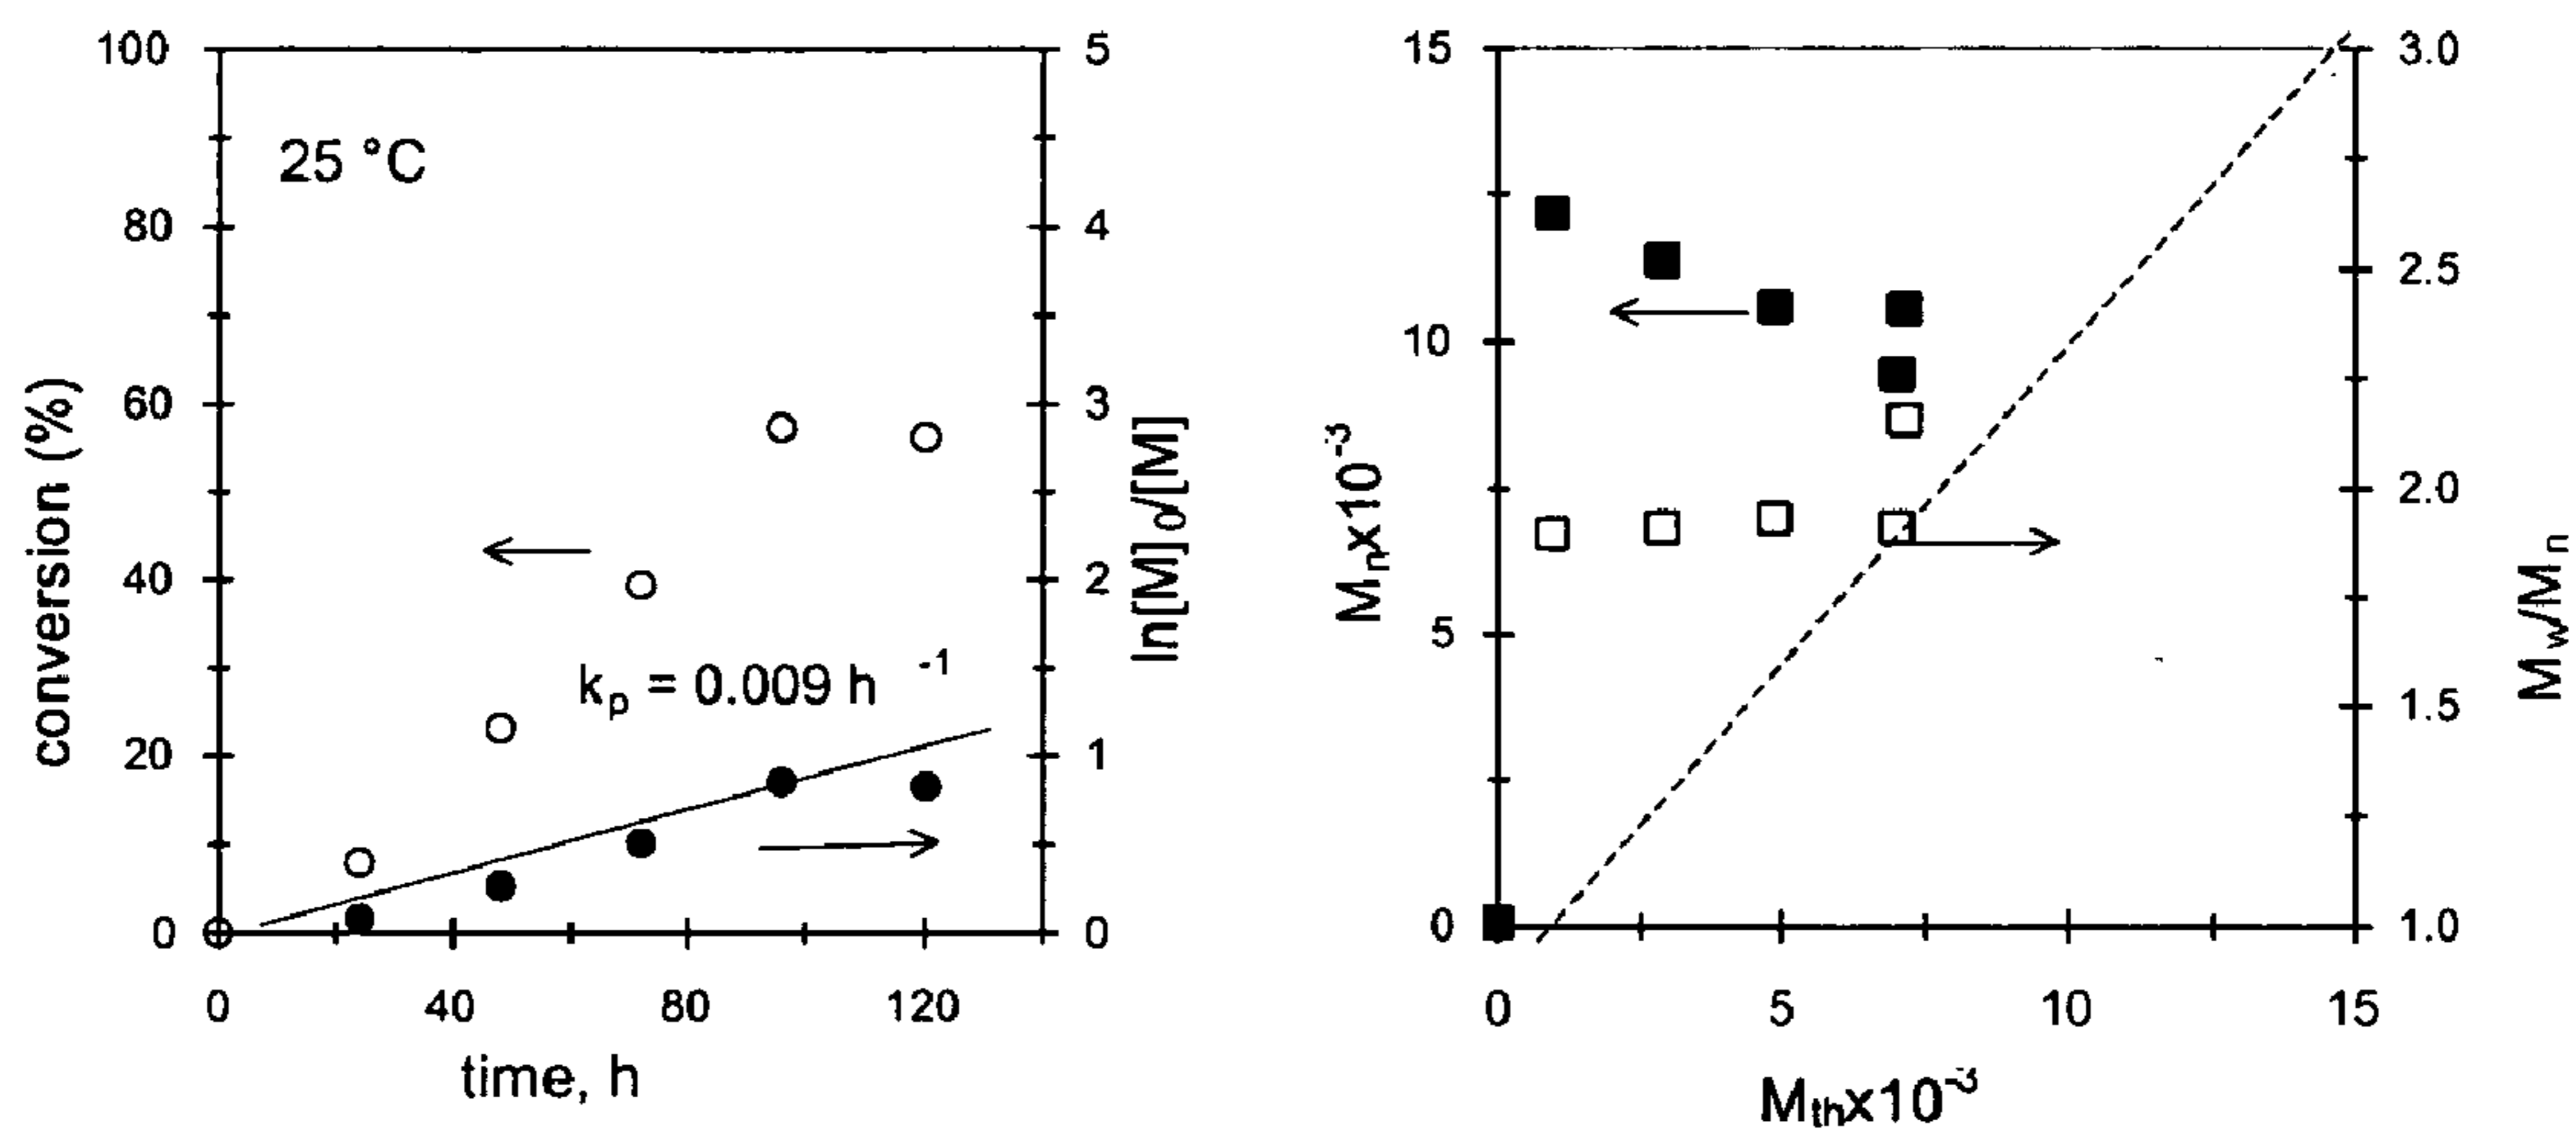 100
80
60
40
20
0
conversion (%)
25 °C
kp = 0.009 h -1
5
4
3
2
1
0
ln[M]0/[M]
0 40 80 120
time, h
15
10
5
0
Mnx10-3
3.0
2.5
2.0
1.5
1.0
Mw/Mn
0 5 10 15
Mthx10-3